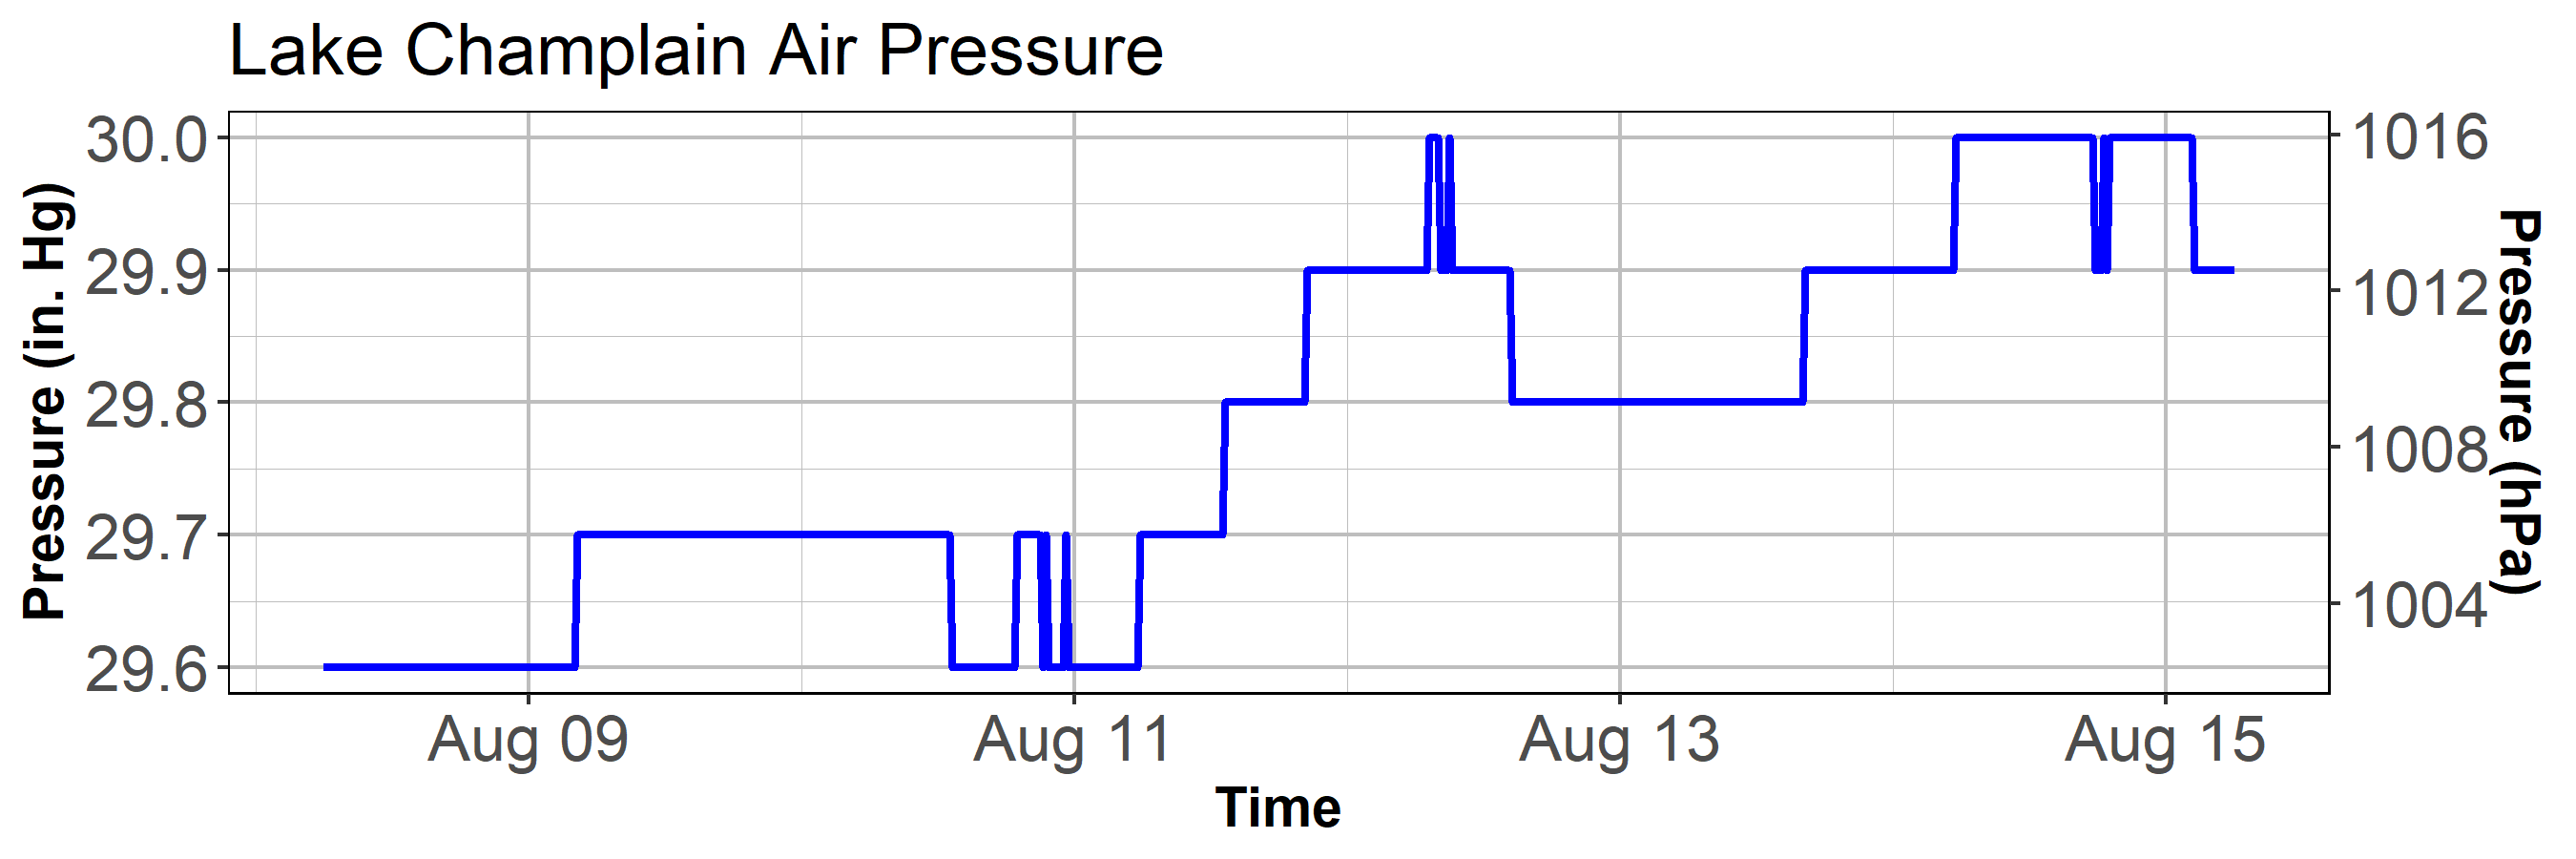 Lake Champlain Air Pressure
Pressure (in. Hg)
30.0
29.9
29.8
29.7
29.6
1016
1012
1008
1004
Pressure (hPa)
Aug 09 Aug 11 Aug 13 Aug 15
Time